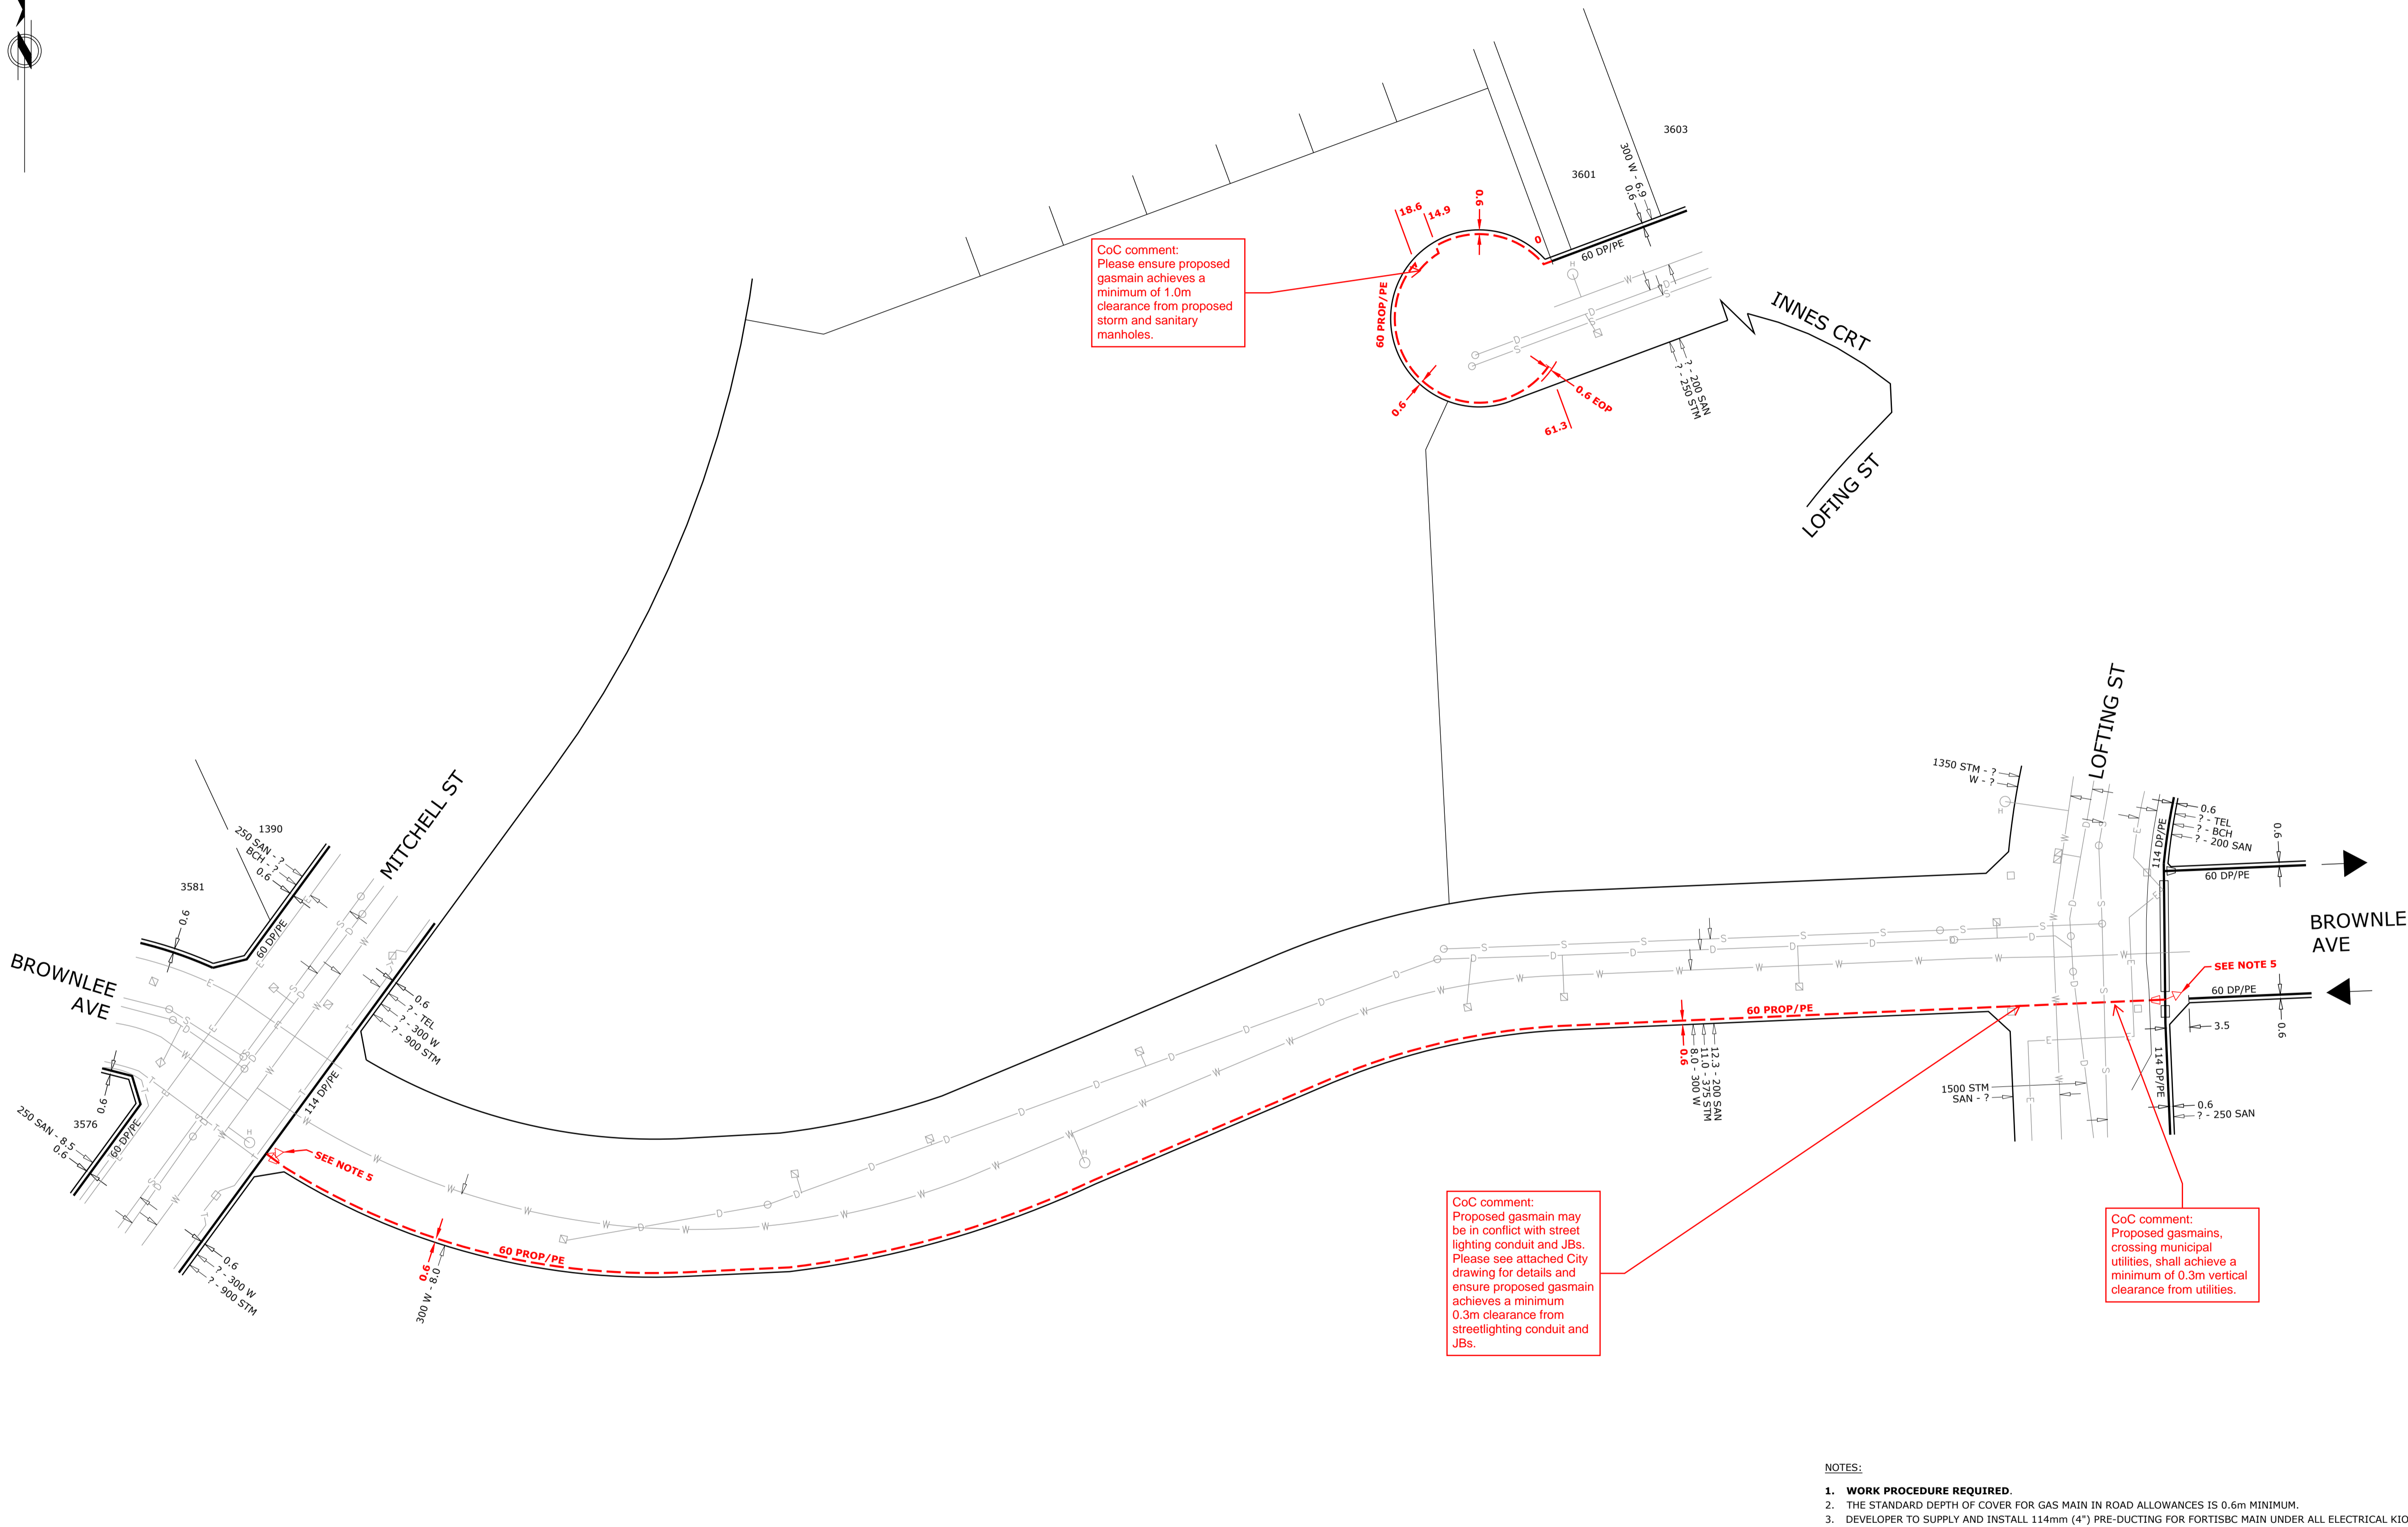 3603
3601
300 W - 6.9
0.6
60 DP/PE
0
0.6
14.9
18.6
CoC comment:
Please ensure proposed
gasmain achieves a
minimum of 1.0m
clearance from proposed
storm and sanitary
manholes.
60 PROP/PE
H
W
D
S
D
S
D
S
INNES CRT
LOFING ST
? - 200 SAN
? - 250 STM
0.6 EOP
61.3
0.6
LOFTING ST
1350 STM - ?
W - ?
H
114 DP/PE
0.6
? - TEL
? - BCH
? - 200 SAN
0.6
60 DP/PE
BROWNLE
AVE
SEE NOTE 5
60 DP/PE
3.5
0.6
114 DP/PE
0.6
? - 250 SAN
1500 STM
SAN - ?
MITCHELL ST
1390
3581
250 SAN - ?
BCH - ?
0.6
0.6
60 DP/PE
BROWNLEE
AVE
0.6
? - TEL
? - 300 W
? - 900 STM
114 DP/PE
0.6
3576
250 SAN - 8.5
0.6
60 DP/PE
H
SEE NOTE 5
0.6
? - 300 W
? - 900 STM
0.6
300 W - 8.0
60 PROP/PE
H
60 PROP/PE
0.6
8.0 - 300 W
11.0 - 375 STM
12.3 - 200 SAN
CoC comment:
Proposed gasmain may
be in conflict with street
lighting conduit and JBs.
Please see attached City
drawing for details and
ensure proposed gasmain
achieves a minimum
0.3m clearance from
streetlighting conduit and
JBs.
CoC comment:
Proposed gasmains,
crossing municipal
utilities, shall achieve a
minimum of 0.3m vertical
clearance from utilities.
NOTES:
1. WORK PROCEDURE REQUIRED.
2. THE STANDARD DEPTH OF COVER FOR GAS MAIN IN ROAD ALLOWANCES IS 0.6m MINIMUM.
3. DEVELOPER TO SUPPLY AND INSTALL 114mm (4") PRE-DUCTING FOR FORTISBC MAIN UNDER ALL ELECTRICAL KIO